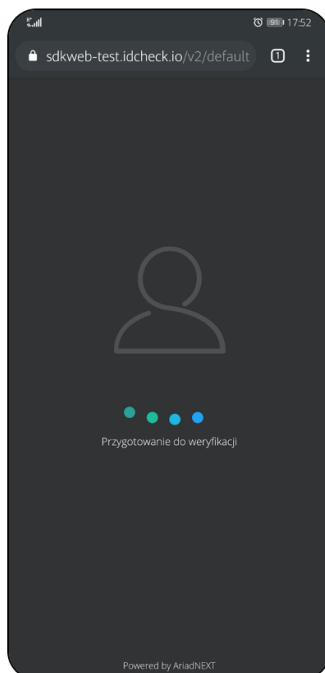 17:52
sdkweb-test.idcheck.io/v2/default
1
Przygotowanie do weryfikacji
Powered by AriadNEXT